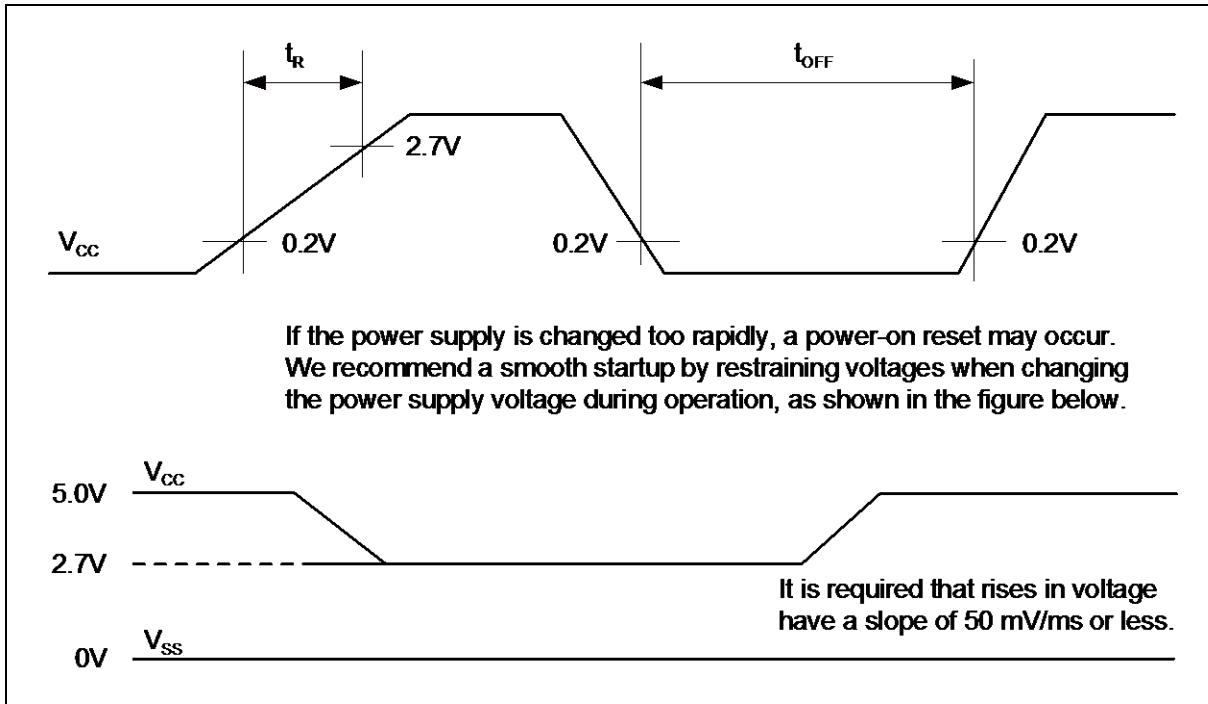 tR
tOFF
2.7V
VCC
0.2V
0.2V
0.2V
If the power supply is changed too rapidly, a power-on reset may occur.
We recommend a smooth startup by restraining voltages when changing
the power supply voltage during operation, as shown in the figure below.
VCC
5.0V
2.7V
It is required that rises in voltage
have a slope of 50 mV/ms or less.
VSS
0V